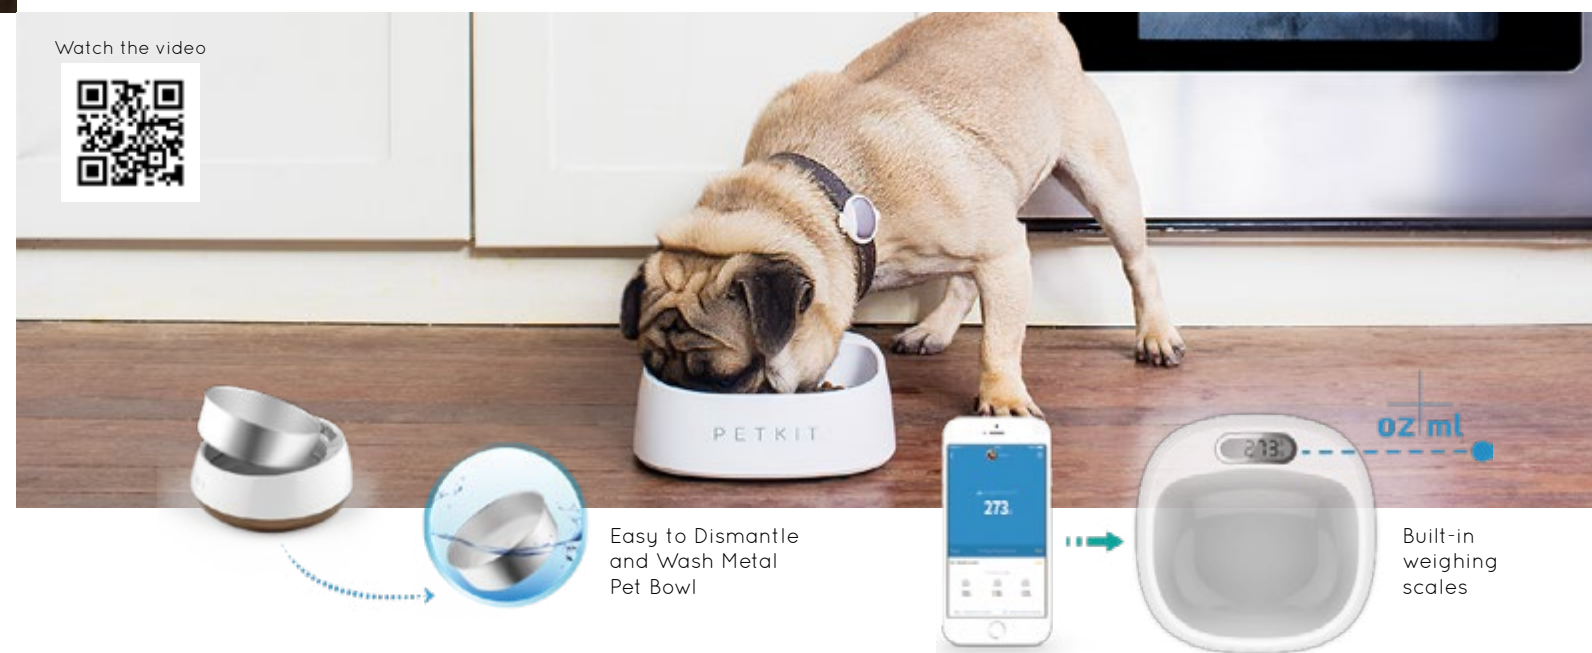 Watch the video
PETKIT
oz ml
273
273
Easy to Dismantle
and Wash Metal
Pet Bowl
Built-in
weighing
scales